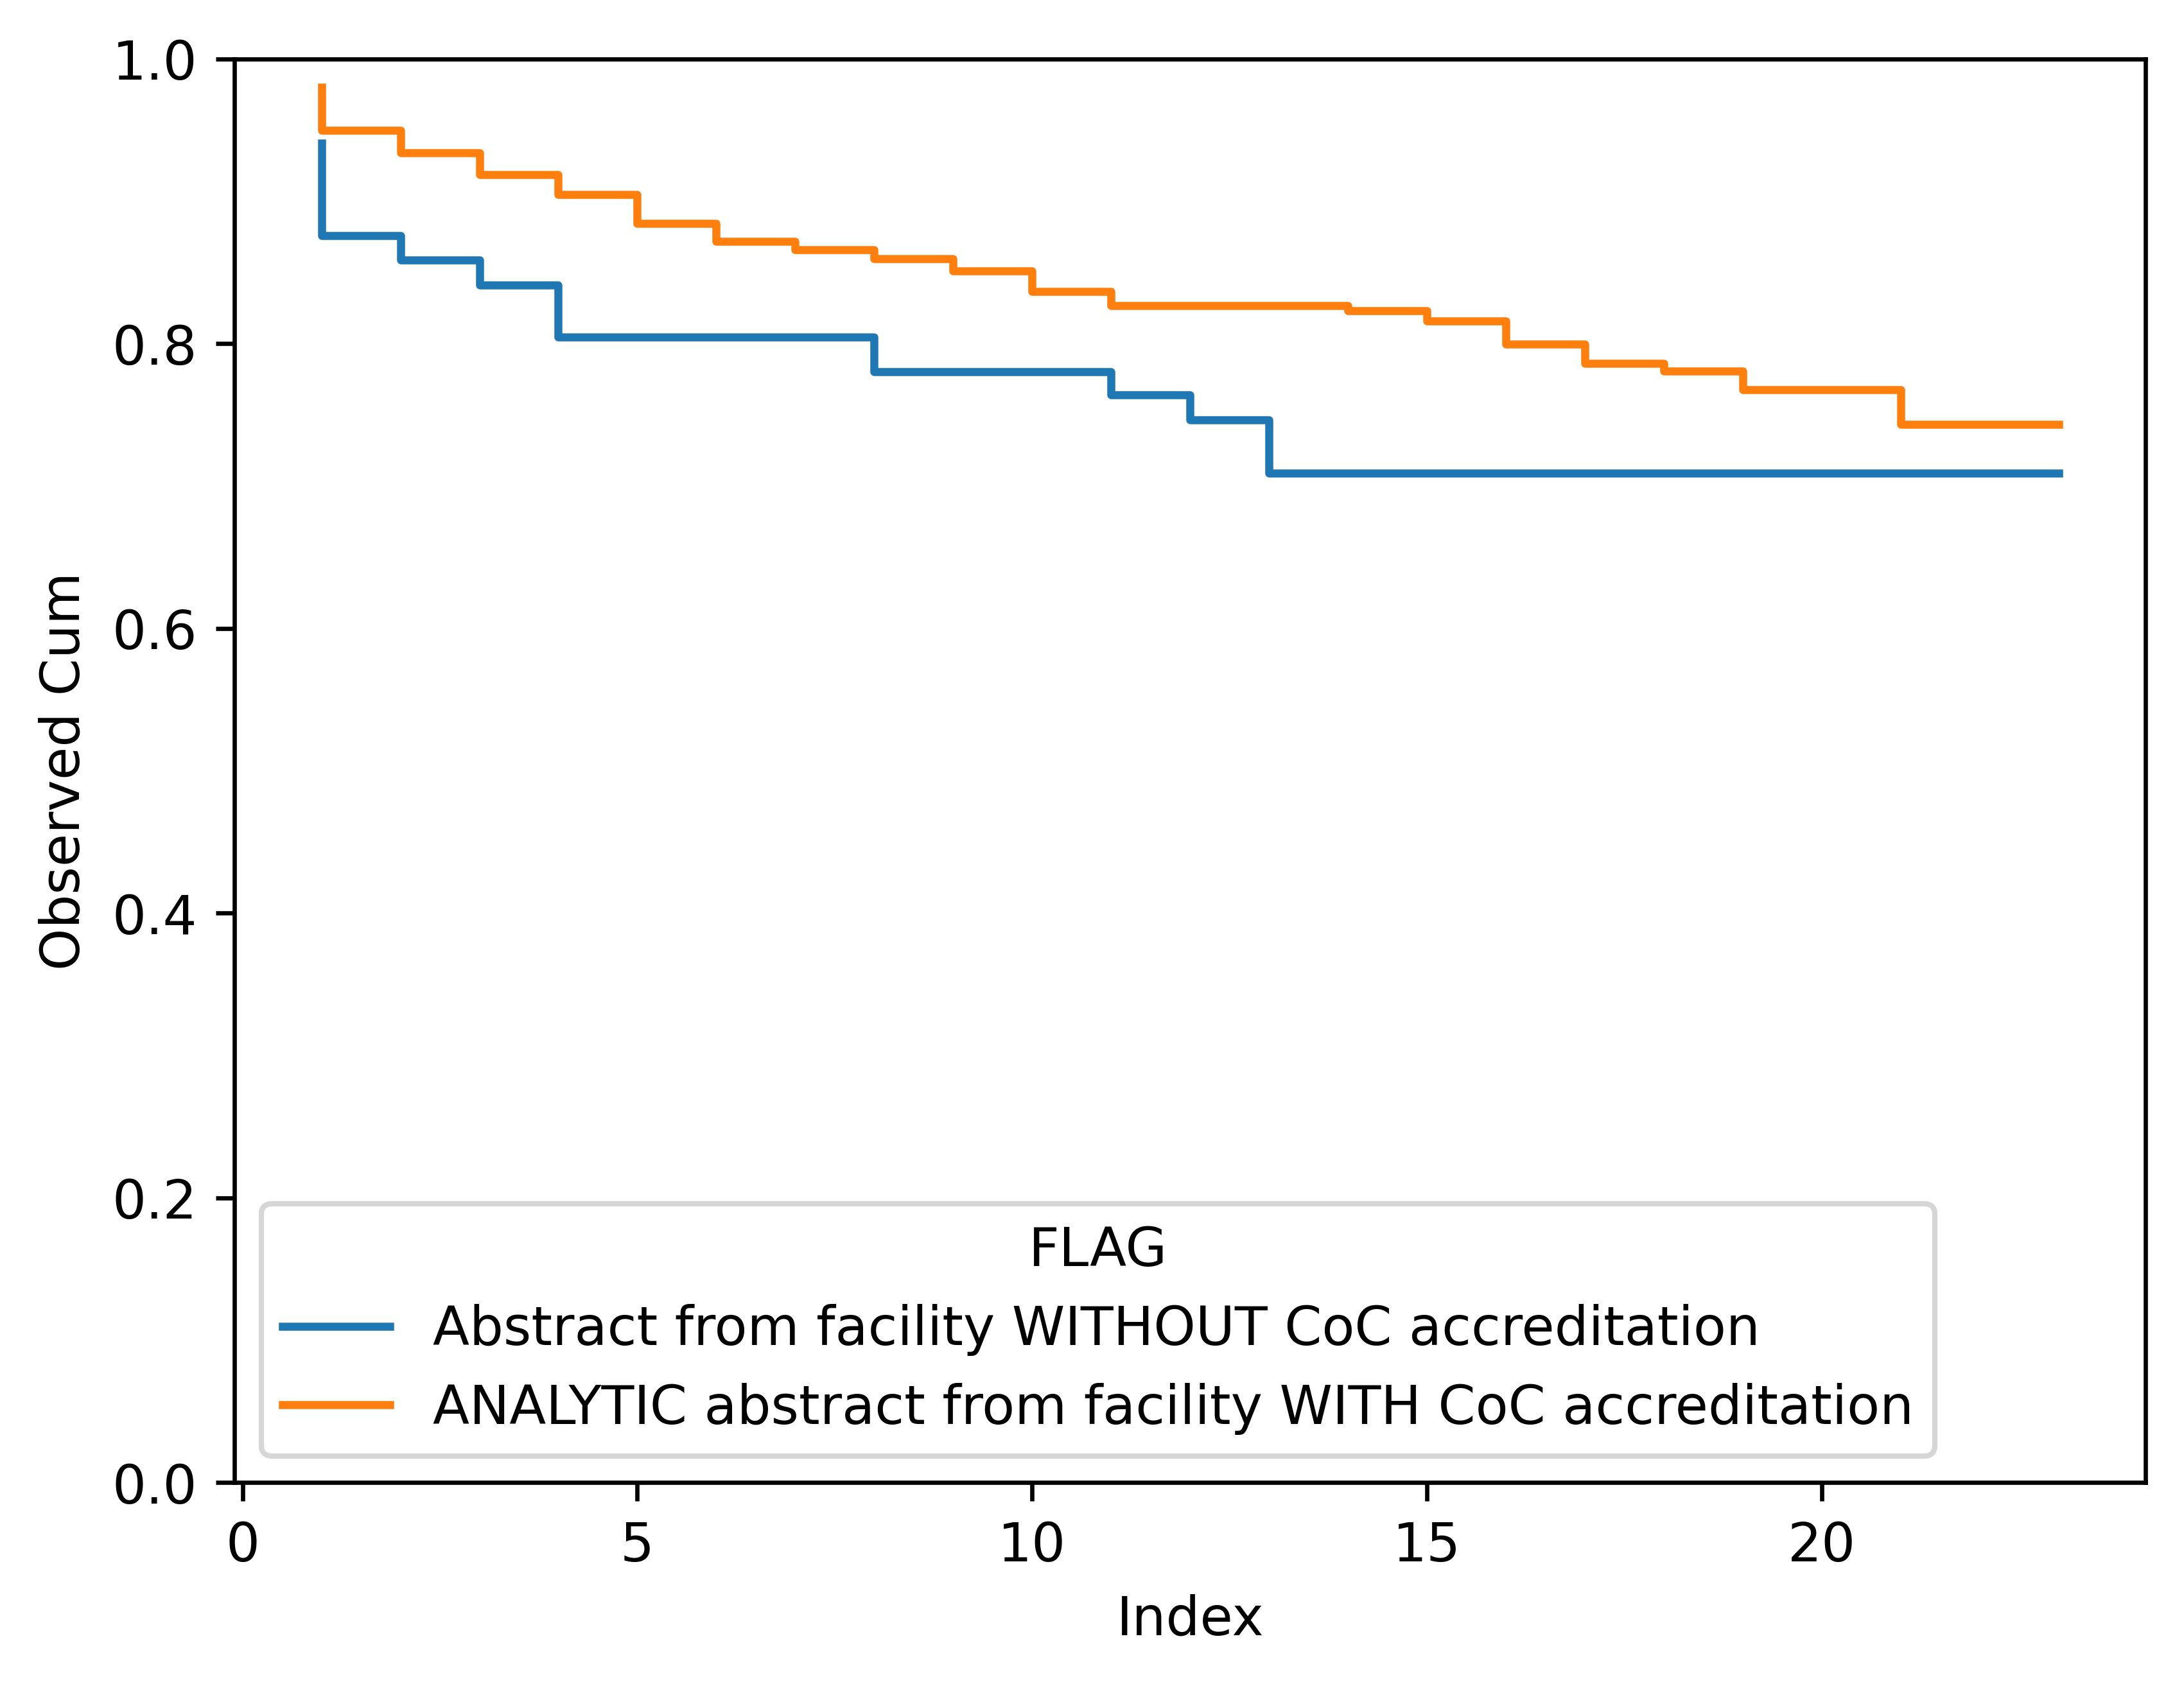 1.0
0.8
0.6
0.4
0.2
0.0
Observed Cum
FLAG
Abstract from facility WITHOUT CoC accreditation
ANALYTIC abstract from facility WITH CoC accreditation
0 5 10 15 20
Index